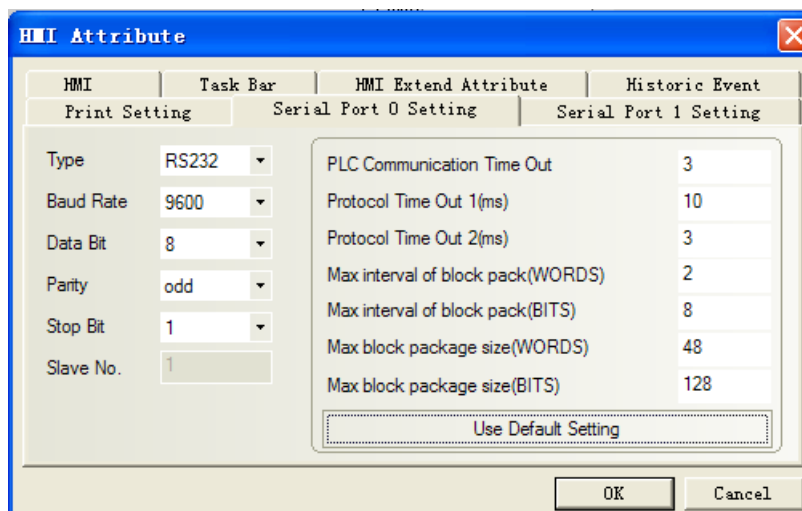 HMI Attribute
HMI Task Bar HMI Extend Attribute Historic Event
Print Setting Serial Port 0 Setting Serial Port 1 Setting
Type RS232
Baud Rate 9600
Data Bit 8
Parity odd
Stop Bit 1
Slave No. 1
PLC Communication Time Out 3
Protocol Time Out 1(ms) 10
Protocol Time Out 2(ms) 3
Max interval of block pack(WORDS) 2
Max interval of block pack(BITS) 8
Max block package size(WORDS) 48
Max block package size(BITS) 128
Use Default Setting
OK Cancel